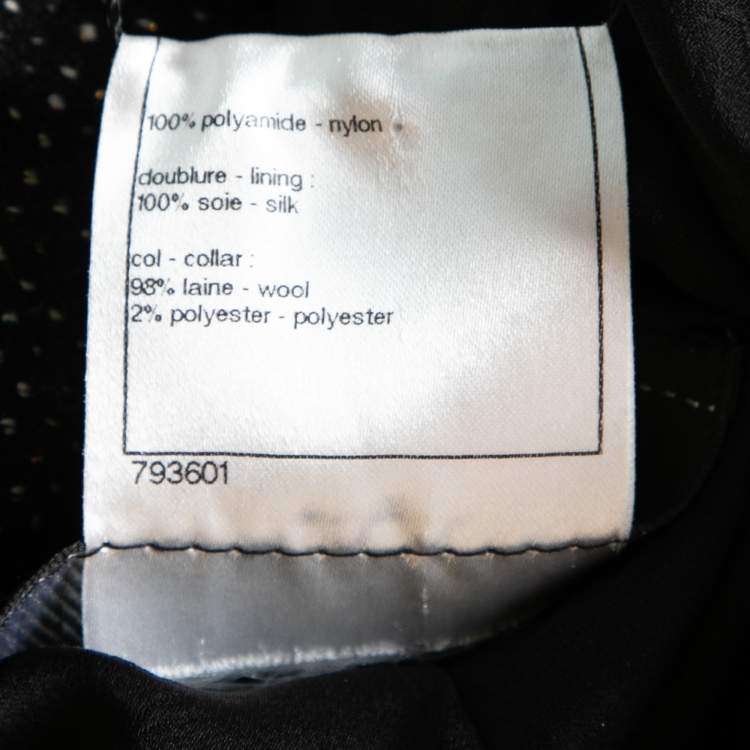 100% polyamide - nylon
doublure - lining :
100% soie - silk
col - collar :
98% laine - wool
2% polyester - polyester
793601